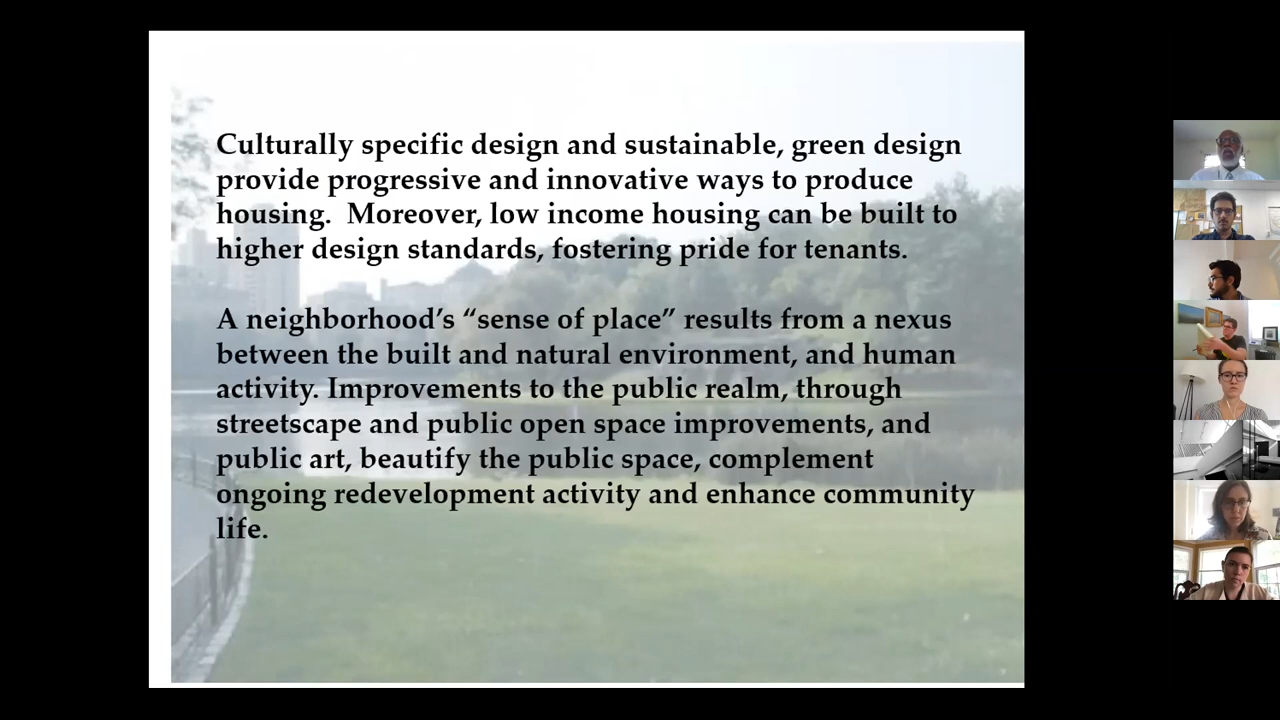 Culturally specific design and sustainable, green design
provide progressive and innovative ways to produce
housing.  Moreover, low income housing can be built to
higher design standards, fostering pride for tenants.
A neighborhood’s “sense of place” results from a nexus
between the built and natural environment, and human
activity. Improvements to the public realm, through
streetscape and public open space improvements, and
public art, beautify the public space, complement
ongoing redevelopment activity and enhance community
life.